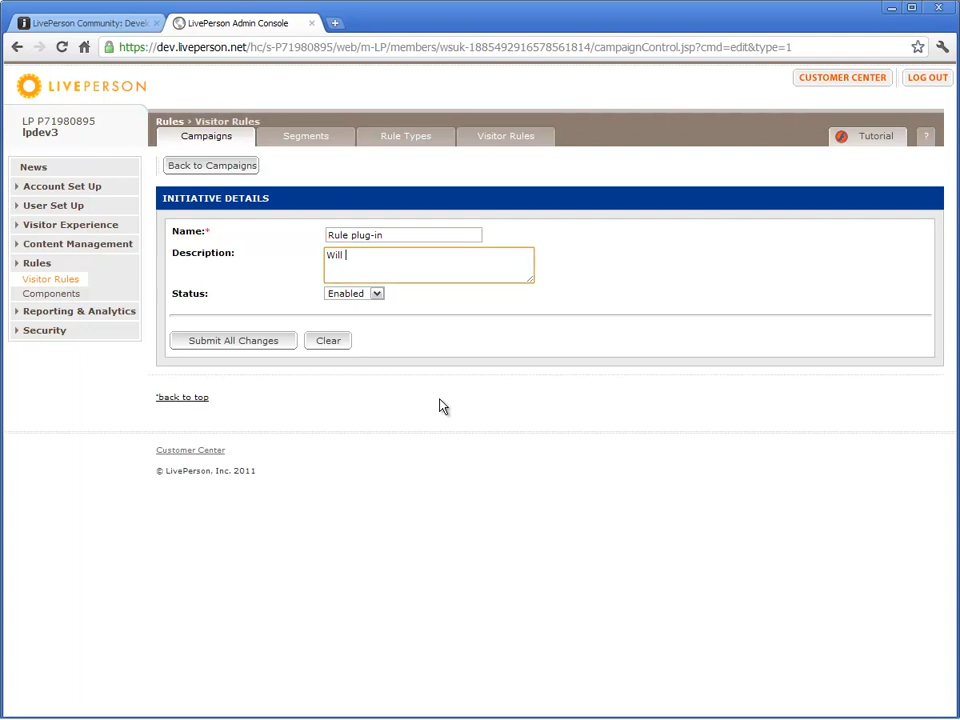 LivePerson Community: Devel
LivePerson Admin Console
https://dev.liveperson.net/hc/s-P71980895/web/m-LP/members/wsuk-1885492916578561814/campaignControl.jsp?cmd=edit&type=1
LIVEPERSON
CUSTOMER CENTER
LOG OUT
LP P71980895
lpdev3
Rules › Visitor Rules
Campaigns
Segments
Rule Types
Visitor Rules
Tutorial
?
News
Account Set Up
User Set Up
Visitor Experience
Content Management
Rules
Visitor Rules
Components
Reporting & Analytics
Security
Back to Campaigns
INITIATIVE DETAILS
Name:*
Rule plug-in
Description:
Will
Status:
Enabled
Submit All Changes
Clear
^back to top
Customer Center
© LivePerson, Inc. 2011